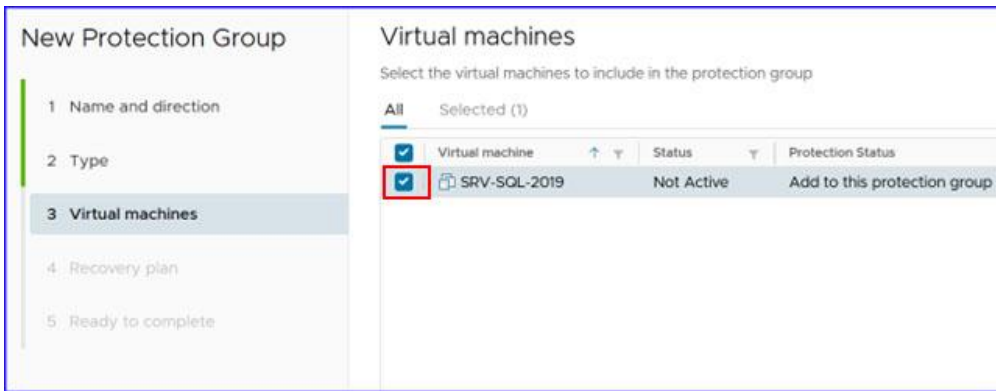 New Protection Group
1 Name and direction
2 Type
3 Virtual machines
4 Recovery plan
5 Ready to complete
Virtual machines
Select the virtual machines to include in the protection group
All Selected (1)
Virtual machine Status Protection Status
SRV-SQL-2019 Not Active Add to this protection group